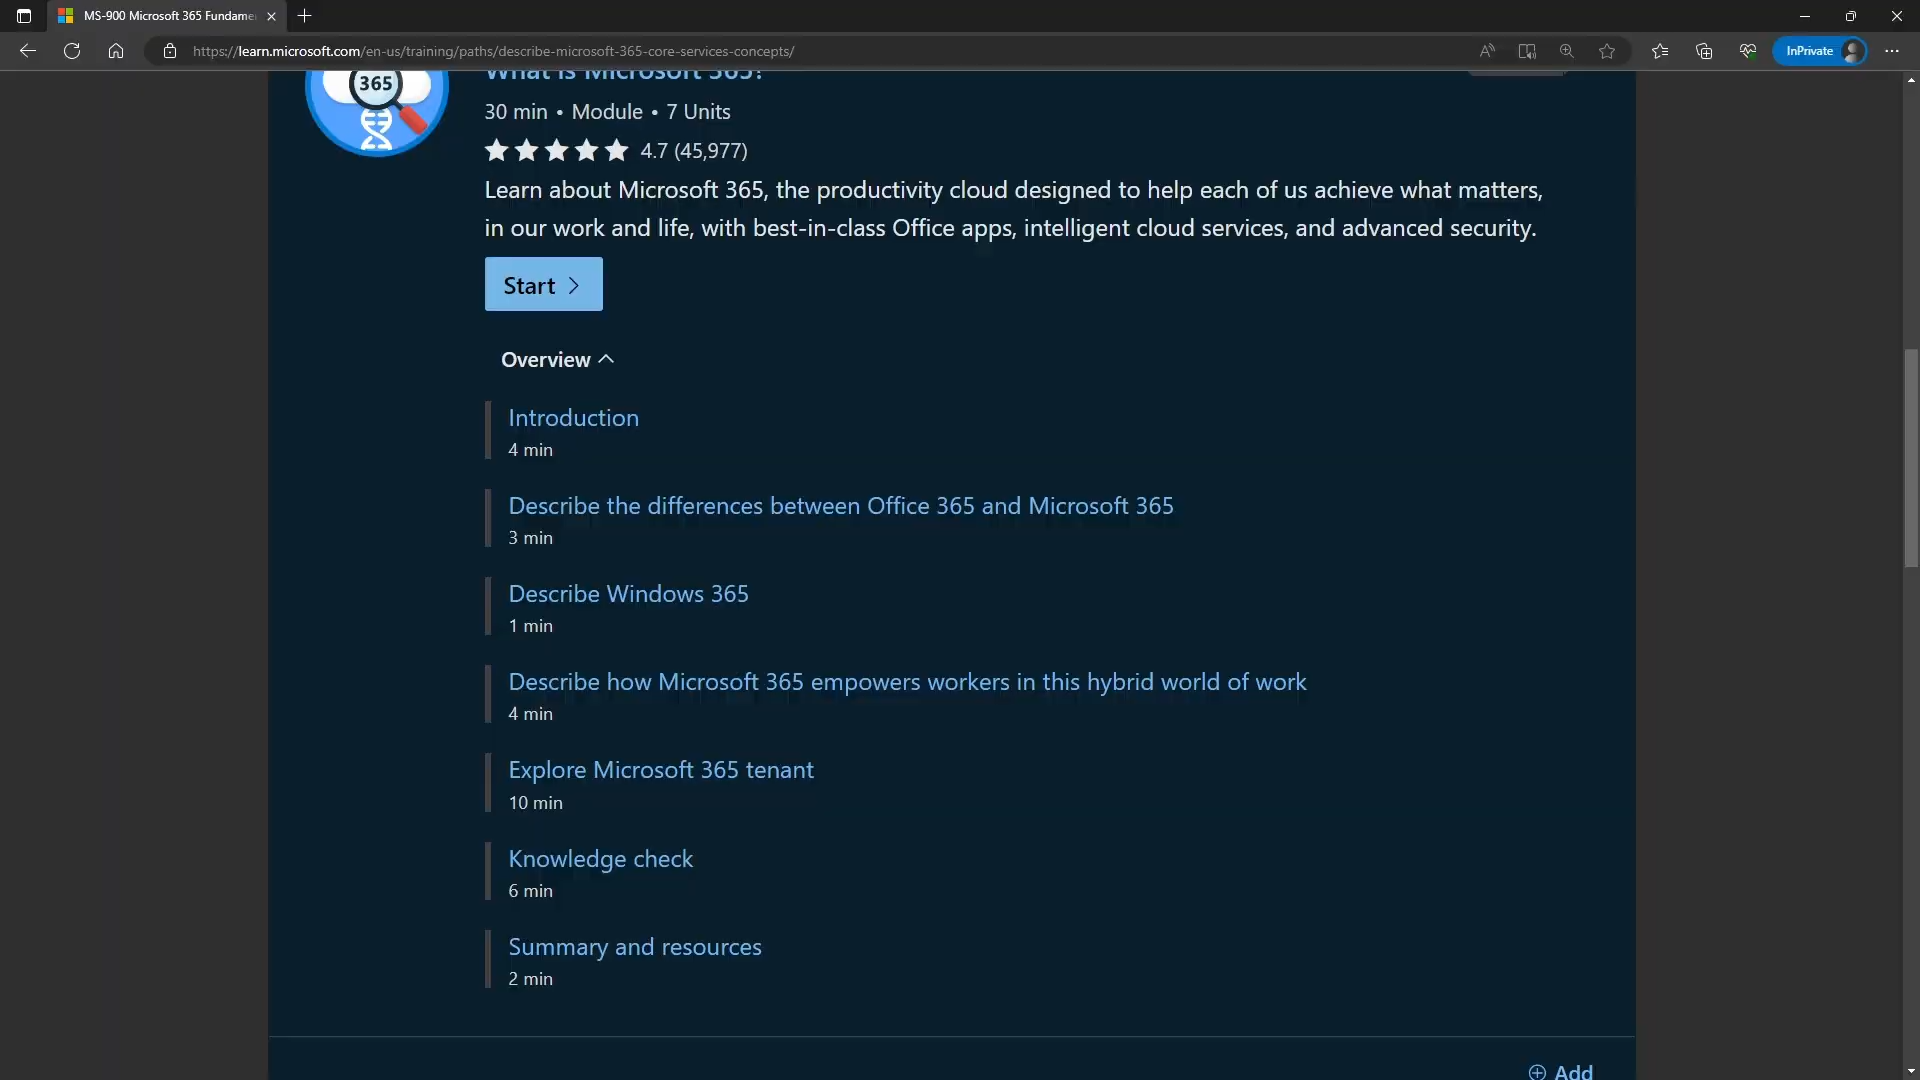 MS-900 Microsoft 365 Fundame
https://learn.microsoft.com/en-us/training/paths/describe-microsoft-365-core-services-concepts/
InPrivate
365
What is Microsoft 365?
30 min • Module • 7 Units
4.7 (45,977)
Learn about Microsoft 365, the productivity cloud designed to help each of us achieve what matters,
in our work and life, with best-in-class Office apps, intelligent cloud services, and advanced security.
Start
Overview
Introduction
4 min
Describe the differences between Office 365 and Microsoft 365
3 min
Describe Windows 365
1 min
Describe how Microsoft 365 empowers workers in this hybrid world of work
4 min
Explore Microsoft 365 tenant
10 min
Knowledge check
6 min
Summary and resources
2 min
Add